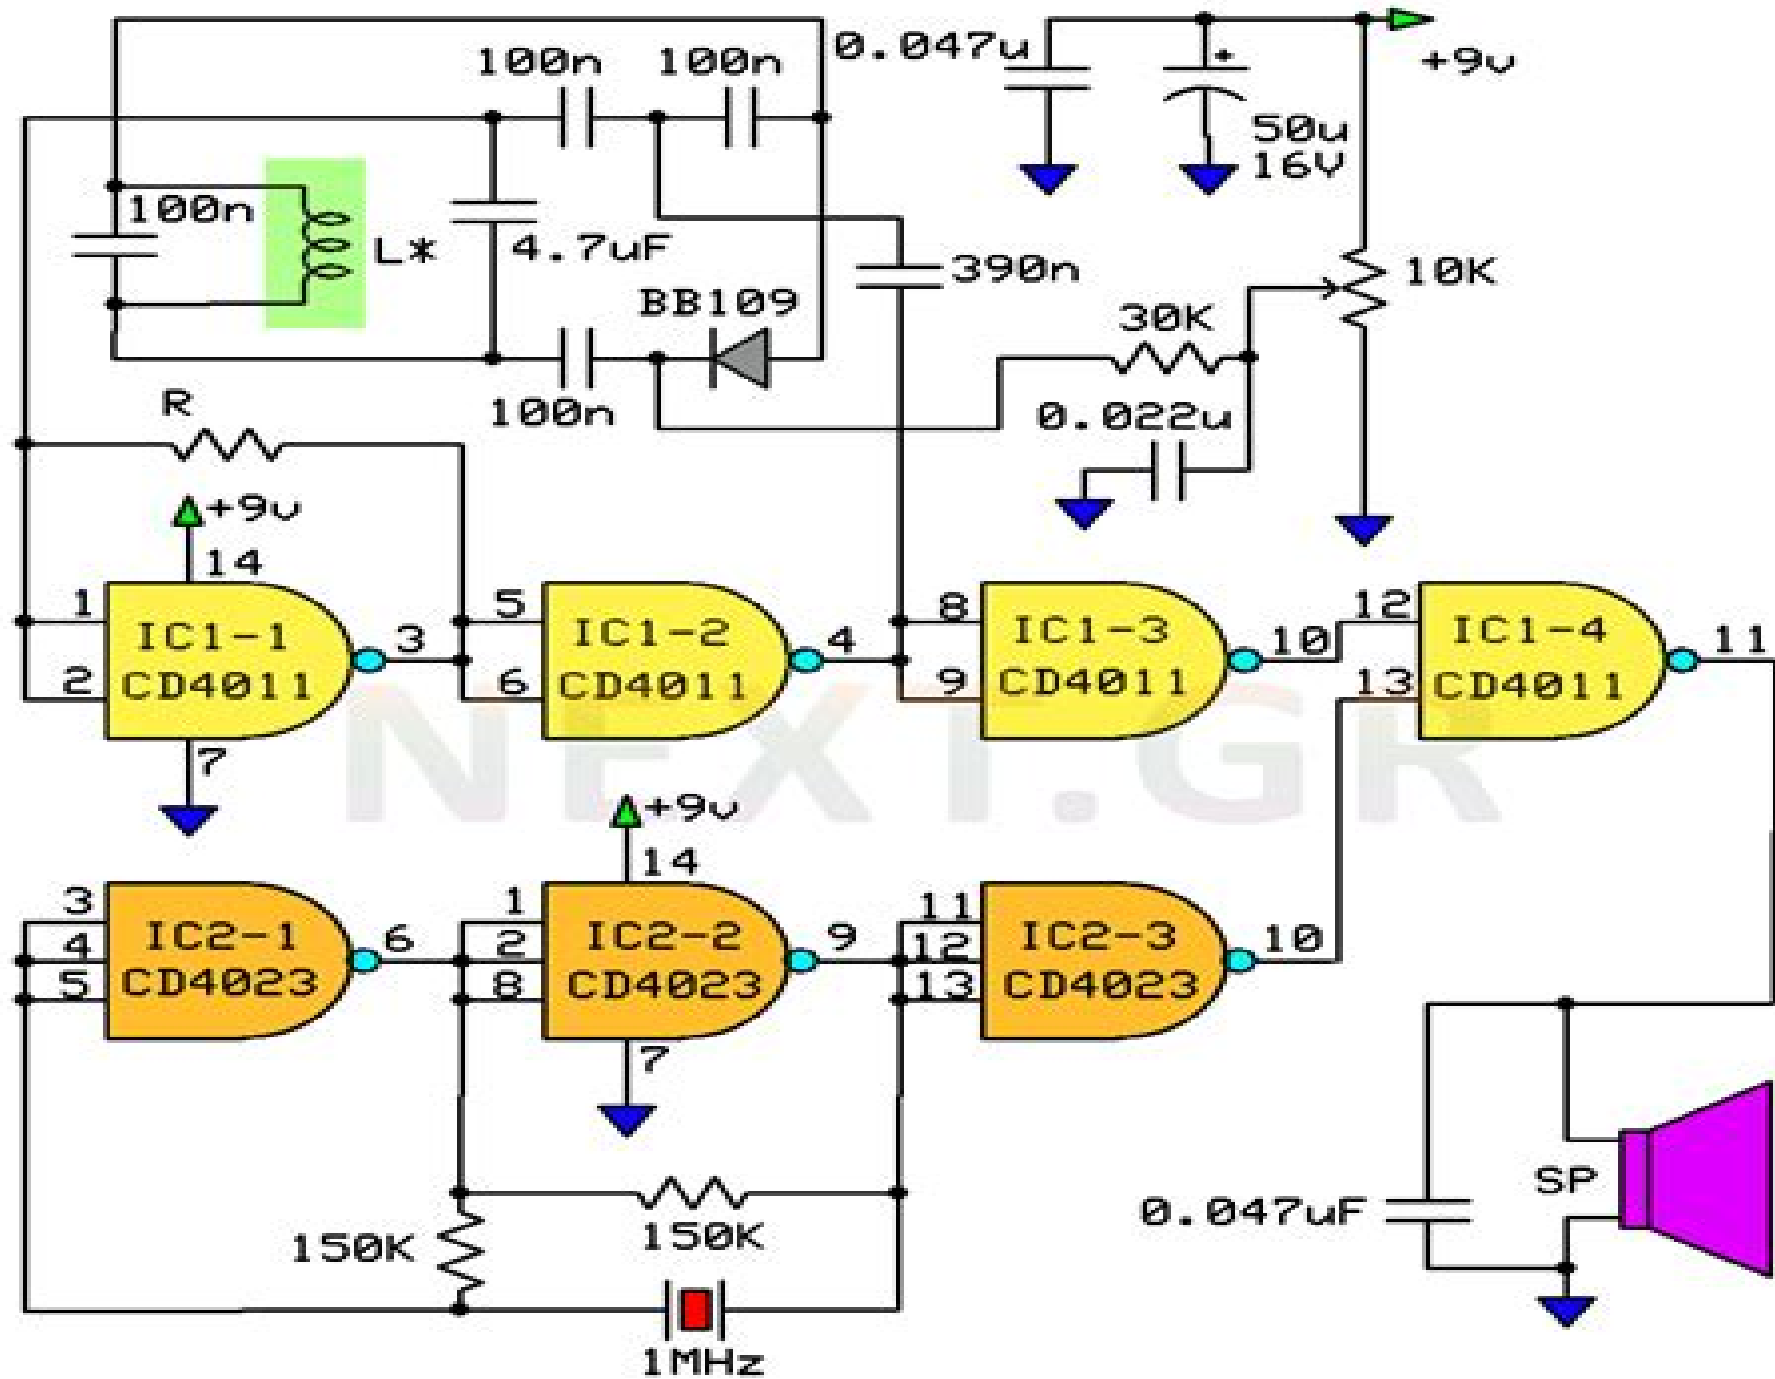 100n 100n 0.047u
+9v
50u
16V
100n
L*
4.7uF
390n
10K
BB109
30K
100n
0.022u
R
+9v
14
1
2
IC1-1
CD4011
3
7
5
6
IC1-2
CD4011
4
8
9
IC1-3
CD4011
10
12
13
IC1-4
CD4011
11
NEXT.GR
+9v
14
3
4
5
IC2-1
CD4023
6
1
2
8
IC2-2
CD4023
9
7
11
12
13
IC2-3
CD4023
10
150K
150K
1MHz
0.047uF
SP